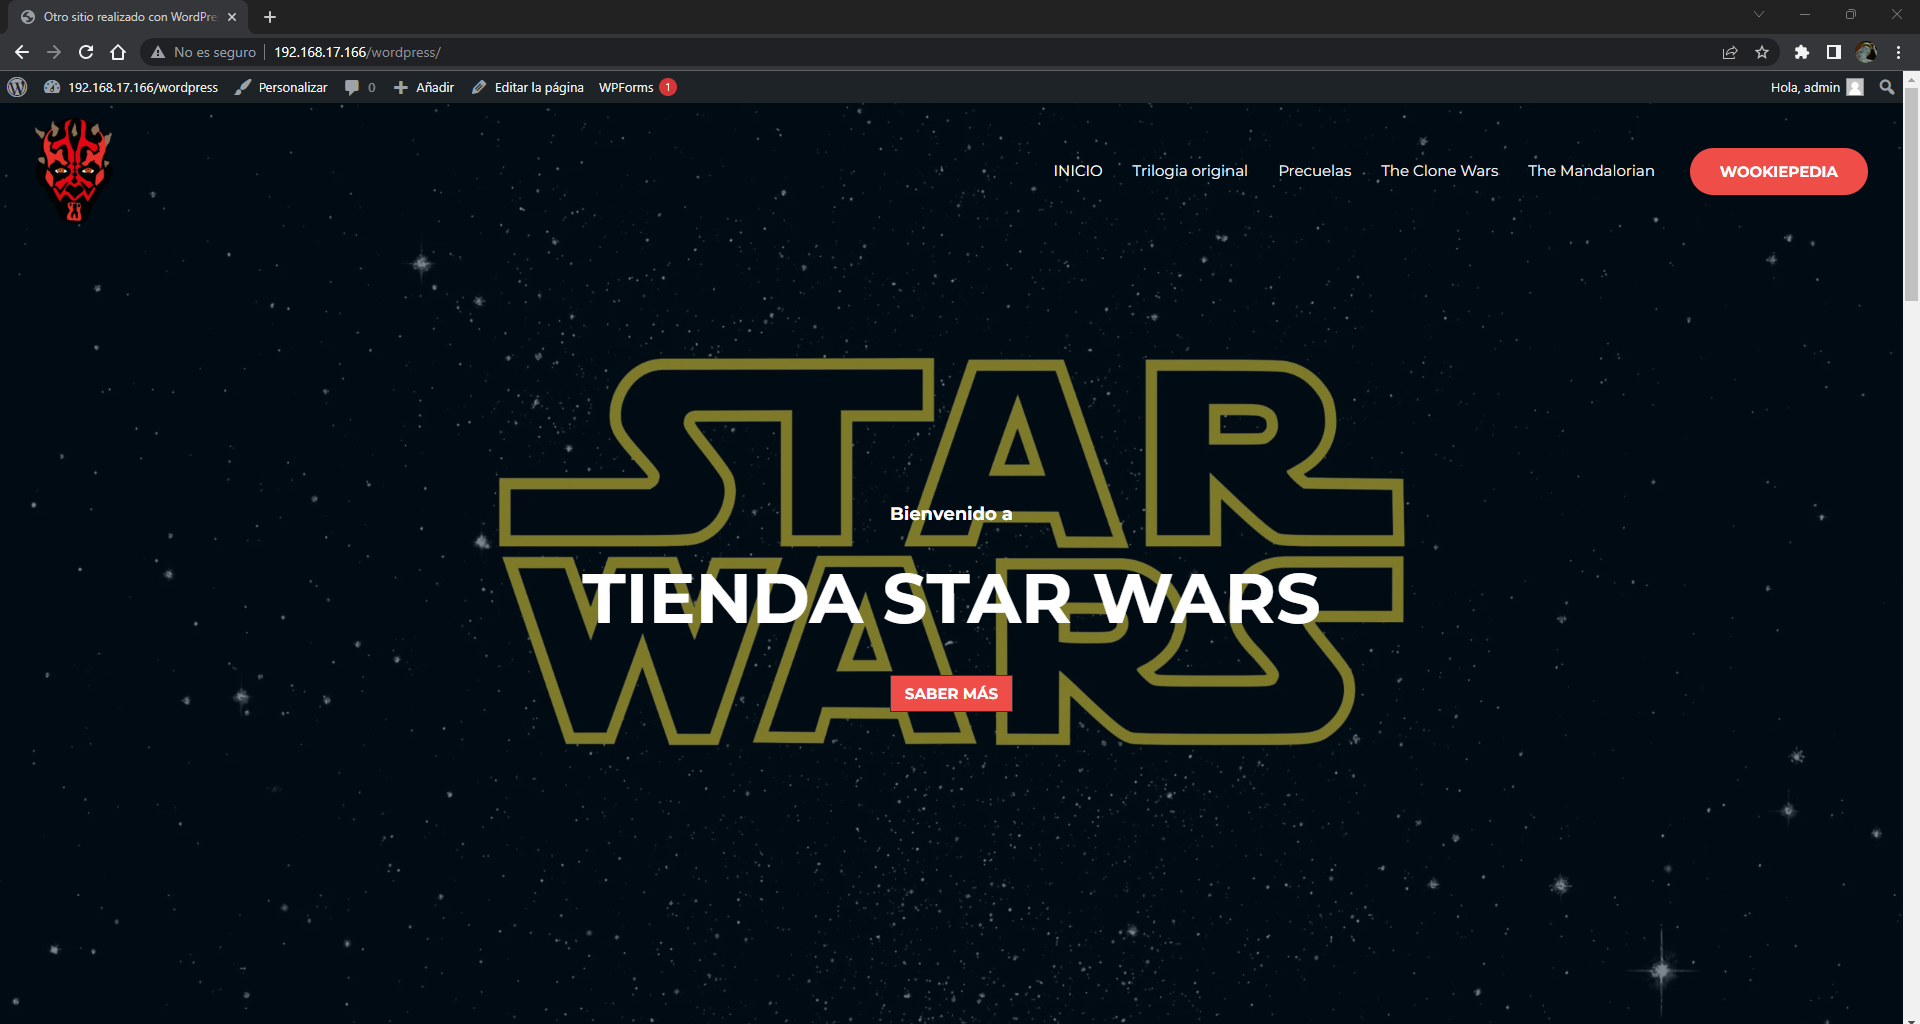 Otro sitio realizado con WordPre
No es seguro 192.168.17.166/wordpress/
192.168.17.166/wordpress Personalizar 0 Añadir Editar la página WPForms 1 Hola, admin
INICIO Trilogia original Precuelas The Clone Wars The Mandalorian WOOKIEPEDIA
STAR
Bienvenido a
WARS
TIENDA STAR WARS
SABER MÁS